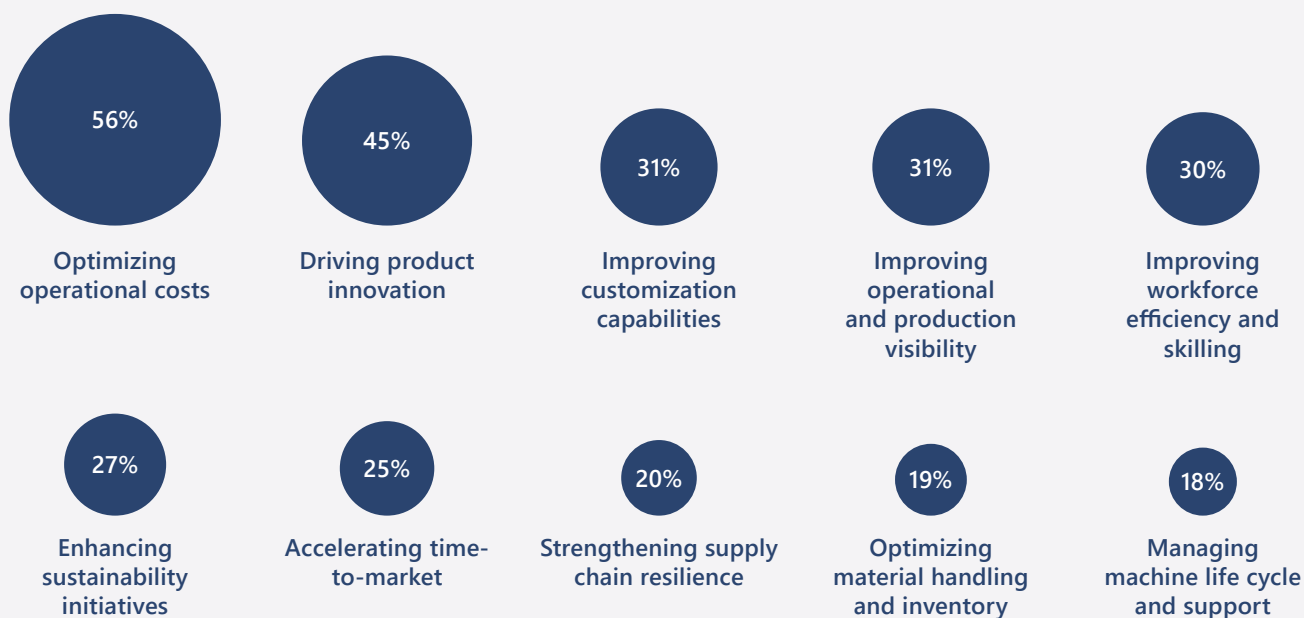 56%
45%
31%
31%
30%
Optimizing
operational costs
Driving product
innovation
Improving
customization
capabilities
Improving
operational
and production
visibility
Improving
workforce
efficiency and
skilling
27%
25%
20%
19%
18%
Enhancing
sustainability
initiatives
Accelerating time-
to-market
Strengthening supply
chain resilience
Optimizing
material handling
and inventory
Managing
machine life cycle
and support